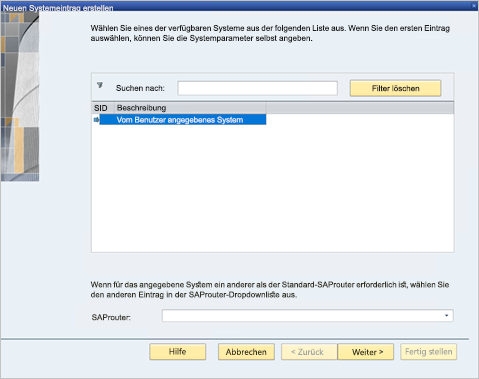 Neuen Systemeintrag erstellen
Wählen Sie eines der verfügbaren Systeme aus der folgenden Liste aus. Wenn Sie den ersten Eintrag
auswählen, können Sie die Systemparameter selbst angeben.
Suchen nach:
Filter löschen
SID Beschreibung
Vom Benutzer angegebenes System
Wenn für das angegebene System ein anderer als der Standard-SAProuter erforderlich ist, wählen Sie
den anderen Eintrag in der SAProuter-Dropdownliste aus.
SAProuter:
Hilfe Abbrechen < Zurück Weiter > Fertig stellen